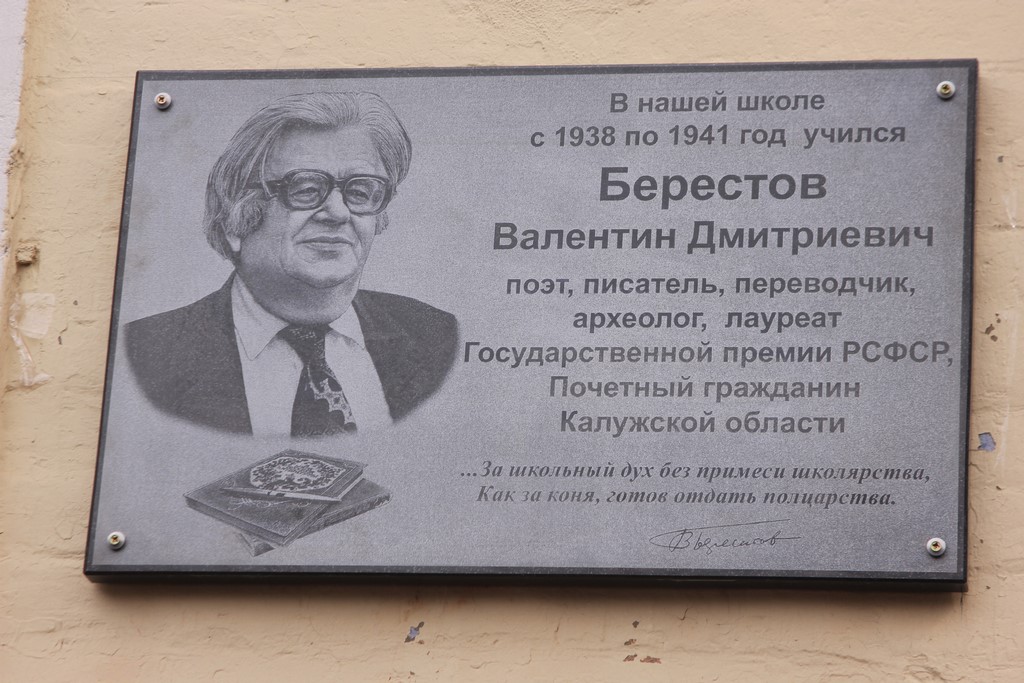 В нашей школе
с 1938 по 1941 год учился
Берестов
Валентин Дмитриевич
поэт, писатель, переводчик,
археолог, лауреат
Государственной премии РСФСР,
Почетный гражданин
Калужской области
...За школьный дух без примеси школярства,
Как за коня, готов отдать полцарства.
ВБерестов